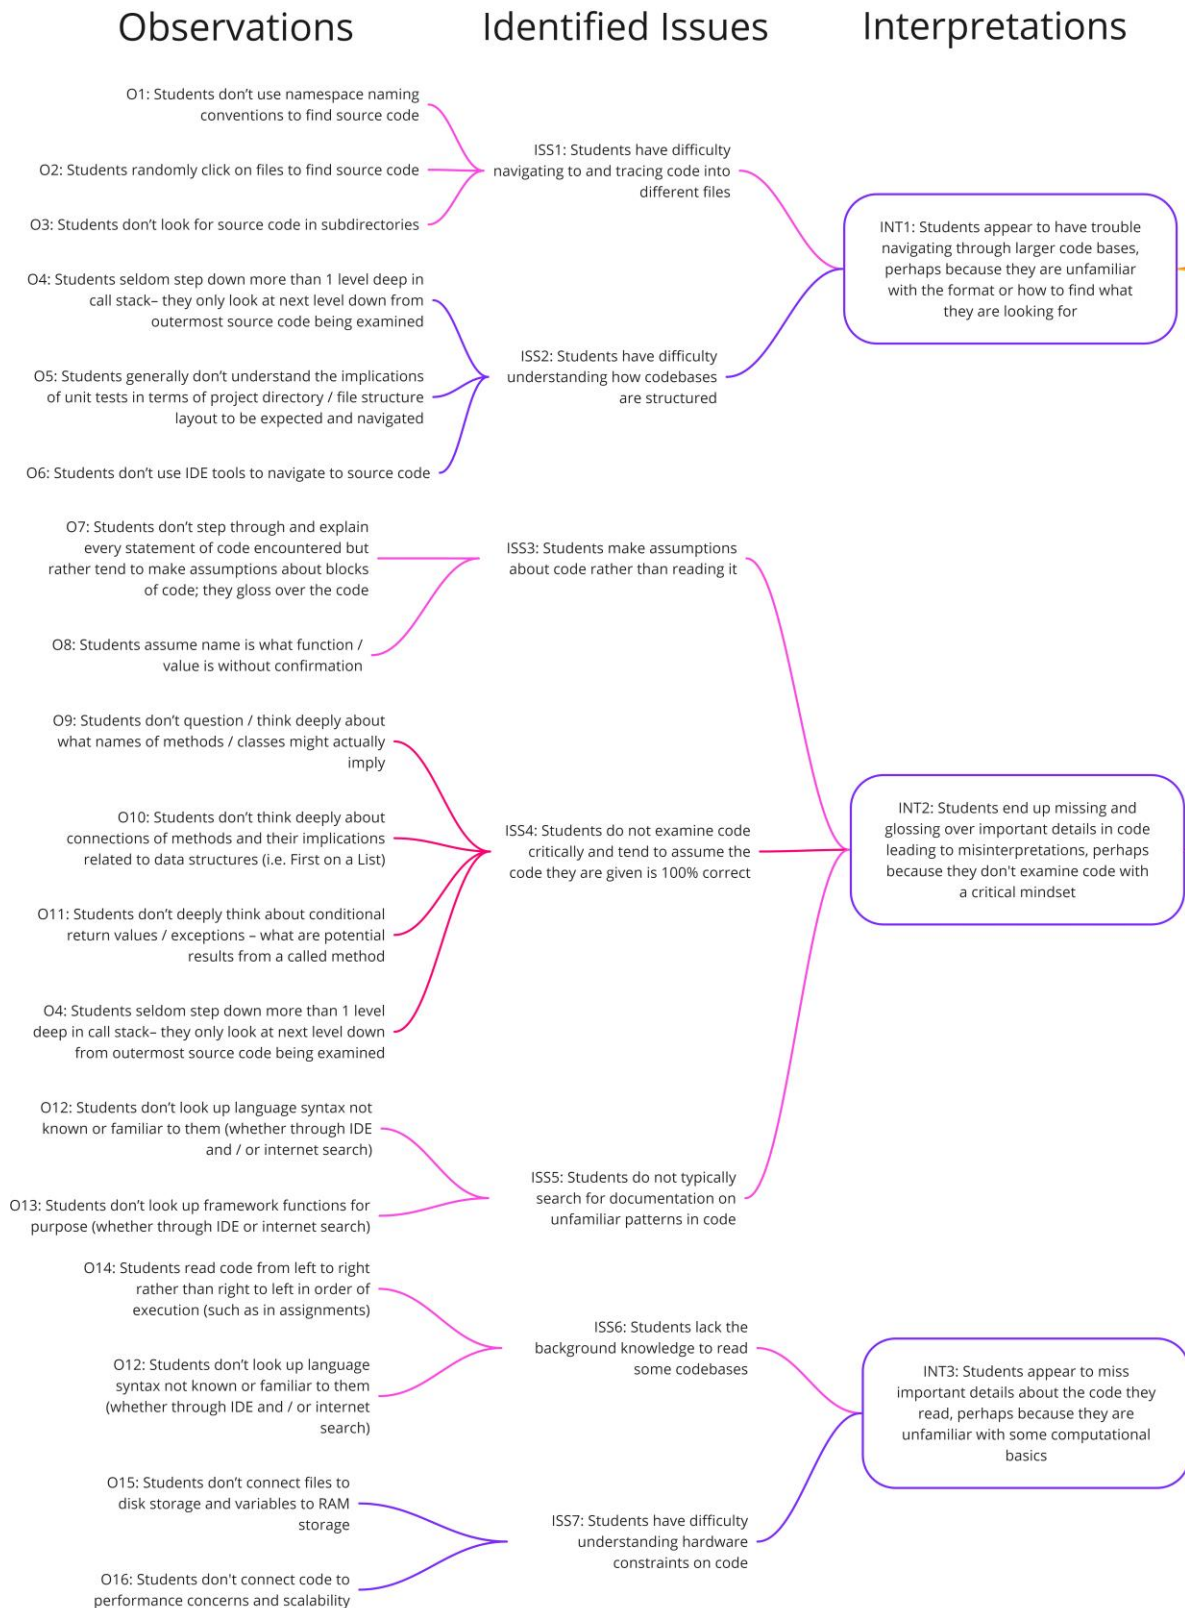 Observations
Identified Issues
Interpretations
O1: Students don’t use namespace naming
conventions to find source code
O2: Students randomly click on files to find source code
O3: Students don’t look for source code in subdirectories
ISS1: Students have difficulty
navigating to and tracing code into
different files
O4: Students seldom step down more than 1 level deep in
call stack– they only look at next level down from
outermost source code being examined
O5: Students generally don’t understand the implications
of unit tests in terms of project directory / file structure
layout to be expected and navigated
O6: Students don’t use IDE tools to navigate to source code
ISS2: Students have difficulty
understanding how codebases
are structured
INT1: Students appear to have trouble
navigating through larger code bases,
perhaps because they are unfamiliar
with the format or how to find what
they are looking for
O7: Students don’t step through and explain
every statement of code encountered but
rather tend to make assumptions about blocks
of code; they gloss over the code
O8: Students assume name is what function /
value is without confirmation
ISS3: Students make assumptions
about code rather than reading it
O9: Students don’t question / think deeply about
what names of methods / classes might actually
imply
O10: Students don’t think deeply about
connections of methods and their implications
related to data structures (i.e. First on a List)
O11: Students don’t deeply think about conditional
return values / exceptions – what are potential
results from a called method
O4: Students seldom step down more than 1 level
deep in call stack– they only look at next level down
from outermost source code being examined
ISS4: Students do not examine code
critically and tend to assume the
code they are given is 100% correct
O12: Students don’t look up language syntax not
known or familiar to them (whether through IDE
and / or internet search)
O13: Students don’t look up framework functions for
purpose (whether through IDE or internet search)
ISS5: Students do not typically
search for documentation on
unfamiliar patterns in code
INT2: Students end up missing and
glossing over important details in code
leading to misinterpretations, perhaps
because they don't examine code with
a critical mindset
O14: Students read code from left to right
rather than right to left in order of
execution (such as in assignments)
O12: Students don’t look up language
syntax not known or familiar to them
(whether through IDE and / or internet
search)
ISS6: Students lack the
background knowledge to read
some codebases
O15: Students don’t connect files to
disk storage and variables to RAM
storage
O16: Students don't connect code to
performance concerns and scalability
ISS7: Students have difficulty
understanding hardware
constraints on code
INT3: Students appear to miss
important details about the code they
read, perhaps because they are
unfamiliar with some computational
basics